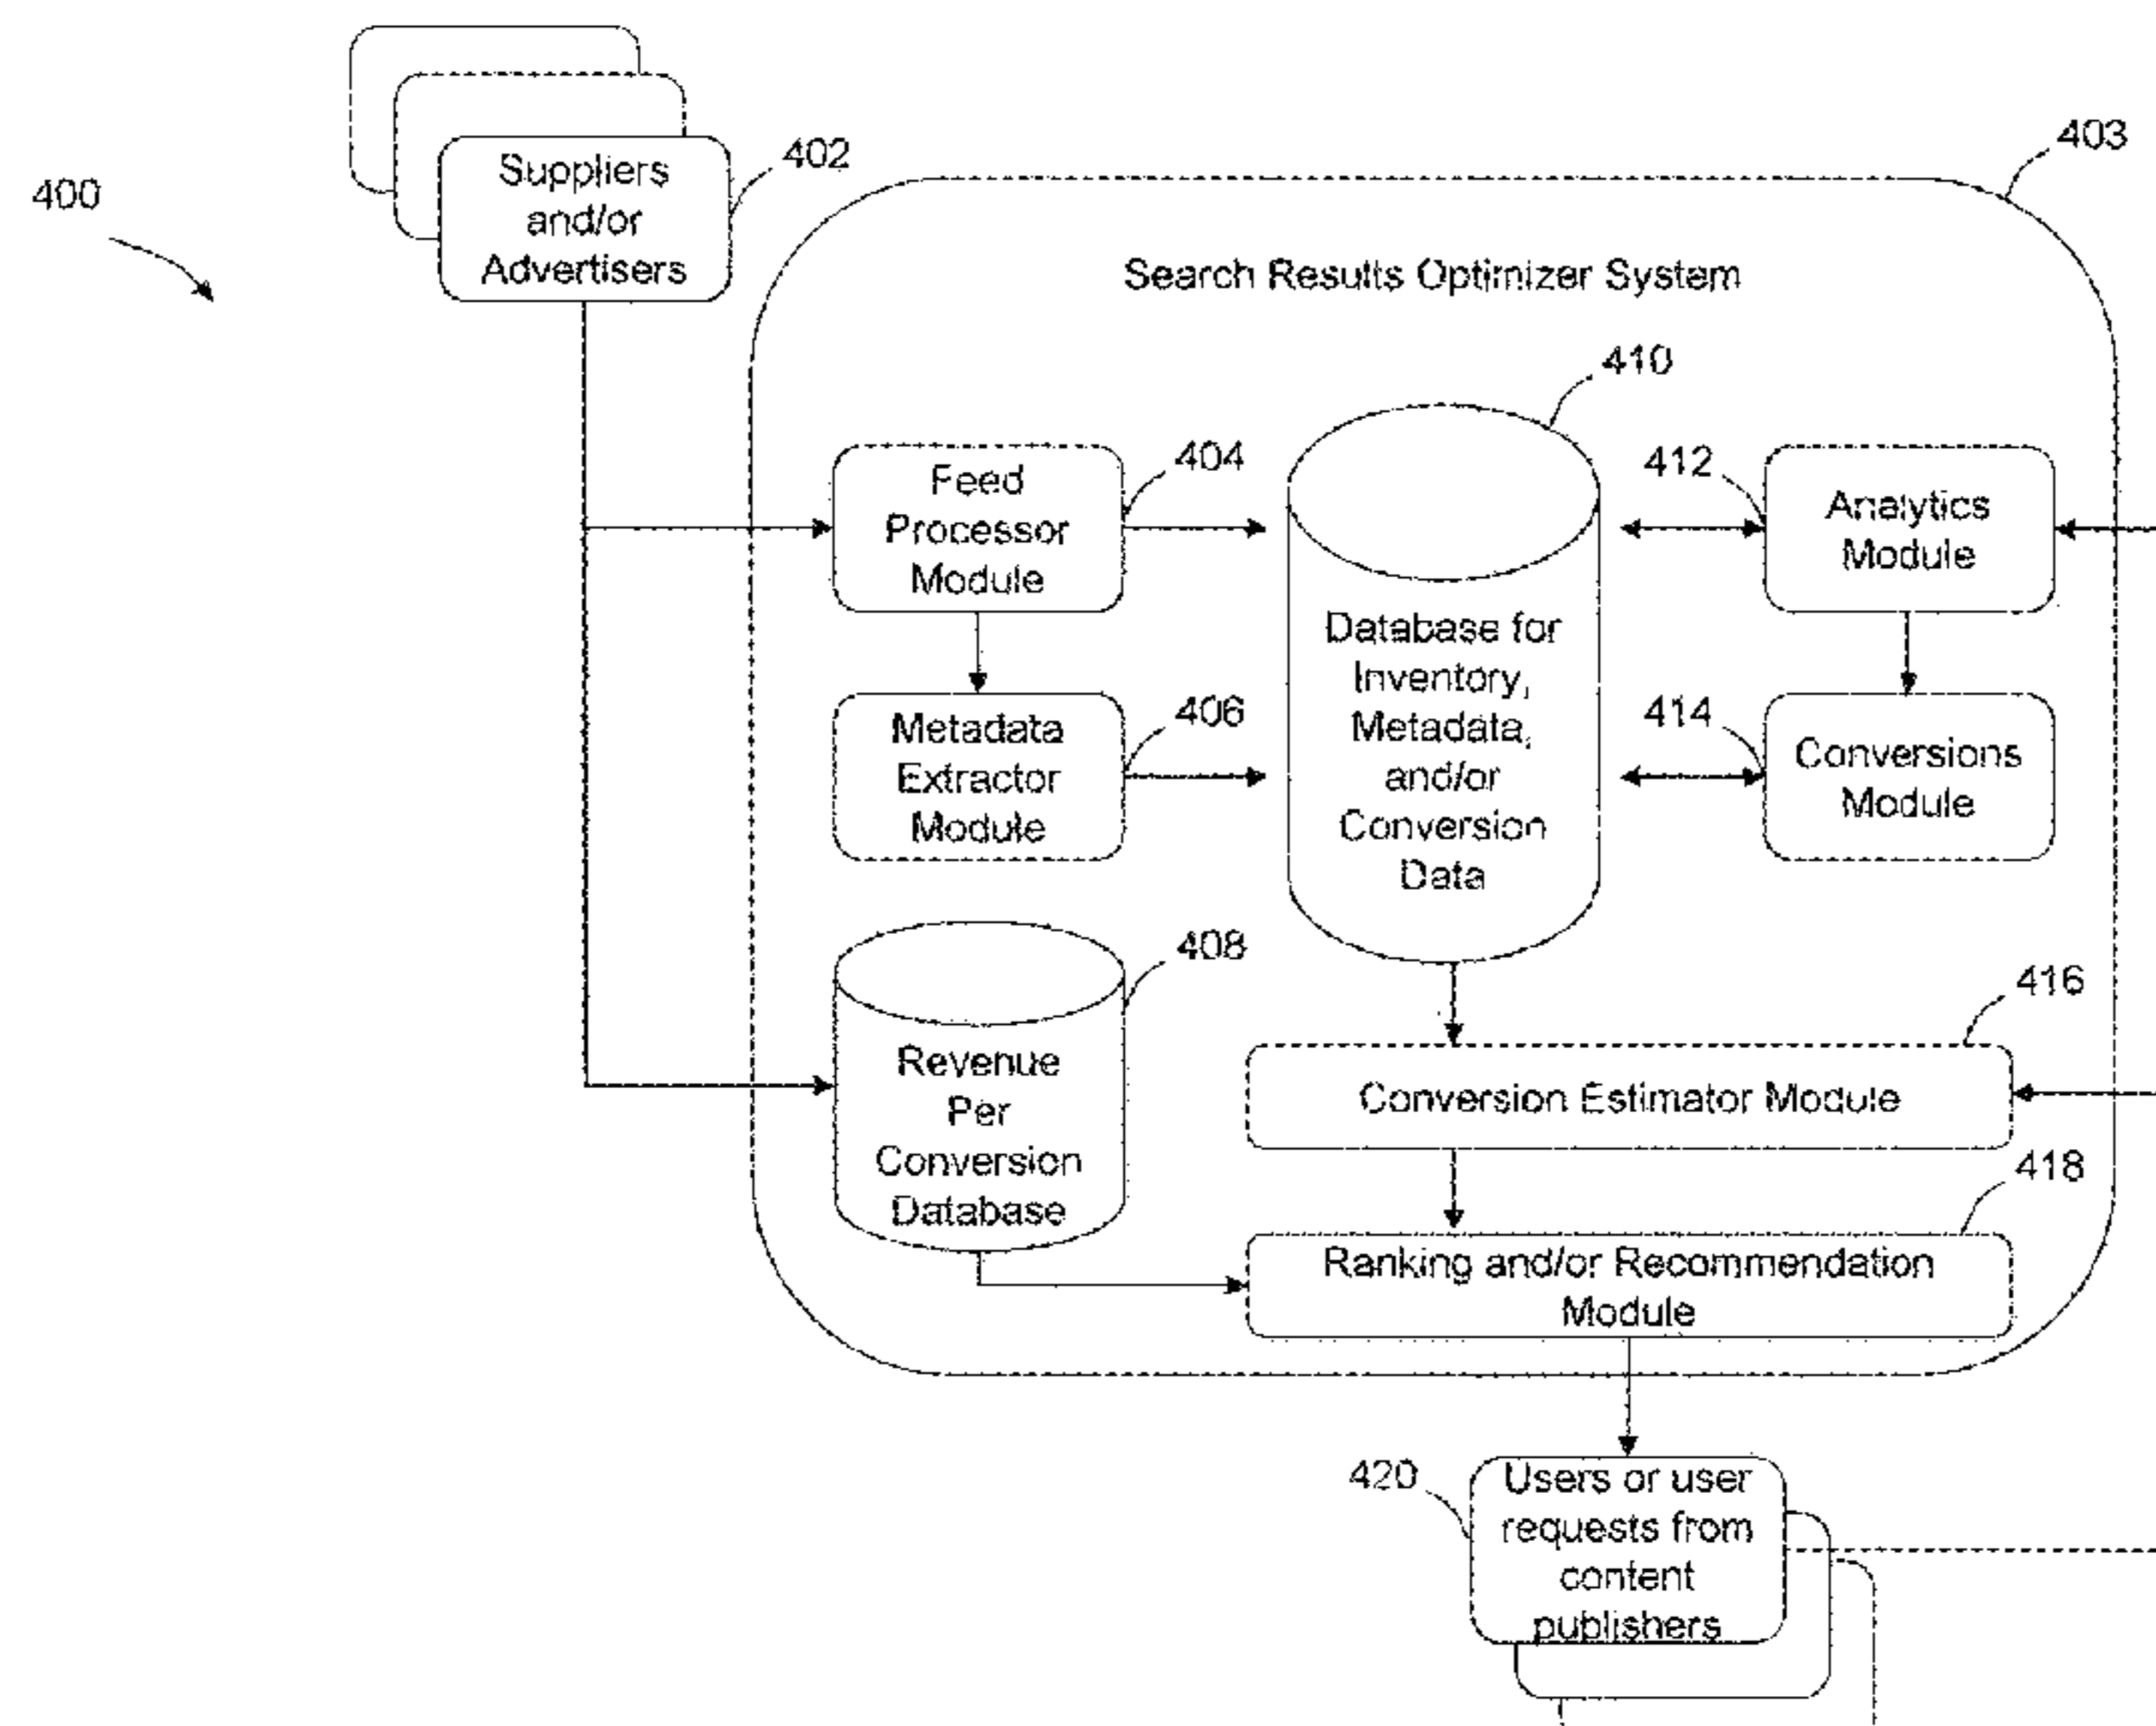 400
Suppliers
and/or
Advertisers
402
403
Search Results Optimizer System
410
Feed
Processor
Module
404
412
Analytics
Module
Database for
Inventory,
Metadata,
and/or
Conversion
Data
Metadata
Extractor
Module
406
414
Conversions
Module
408
Revenue
Per
Conversion
Database
416
Conversion Estimator Module
418
Ranking and/or Recommendation
Module
420
Users or user
requests from
content
publishers